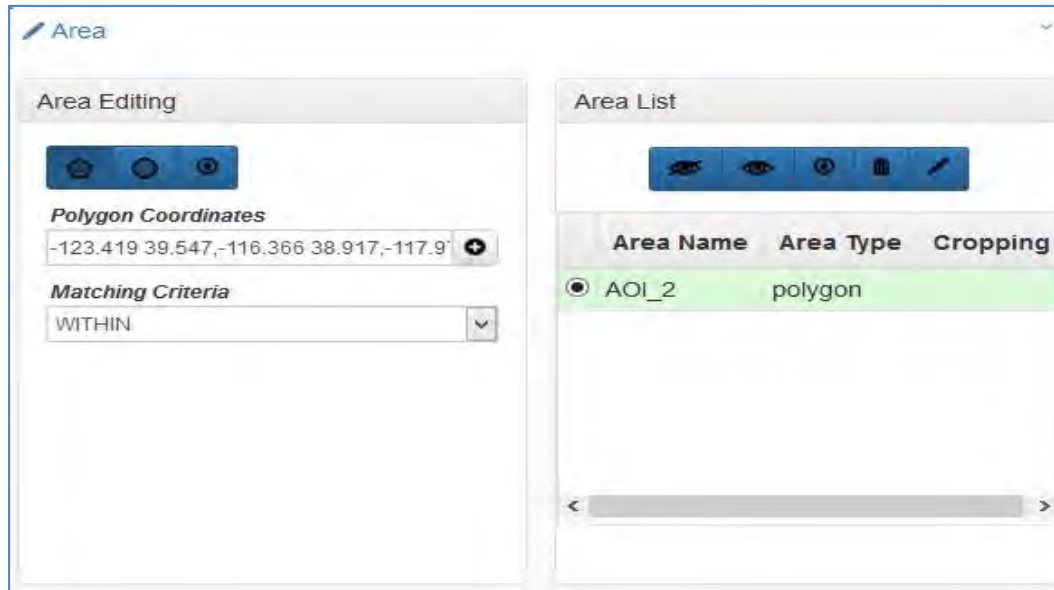 Area
Area Editing
Polygon Coordinates
-123.419 39.547,-116.366 38.917,-117.9
Matching Criteria
WITHIN
Area List
Area Name Area Type Cropping
AOI_2 polygon